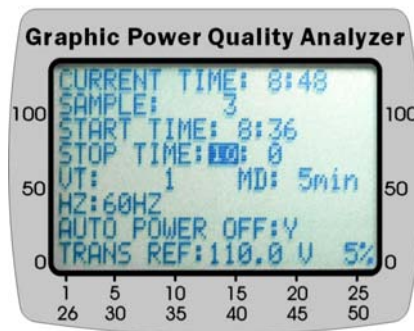 Graphic Power Quality Analyzer
CURRENT TIME: 8:48
SAMPLE: 3
START TIME: 8:36
STOP TIME:10: 0
VT: 1 MD: 5min
HZ:60HZ
AUTO POWER OFF:Y
TRANS REF:110.0 V 5%
100 100
50 50
0 0
1 5 10 15 20 25
26 30 35 40 45 50